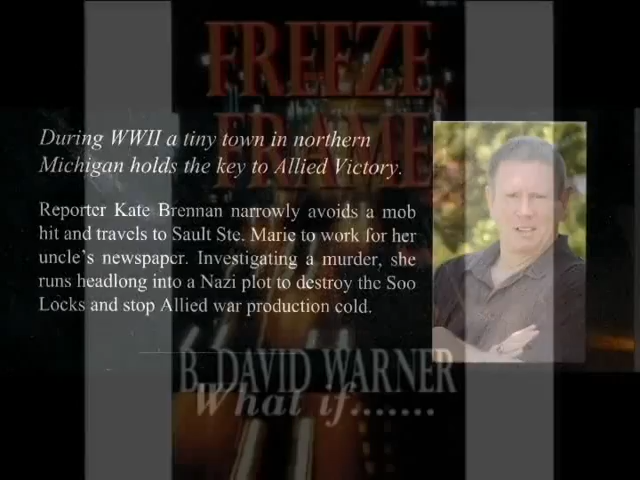 FREEZE
FRAME
During WWII a tiny town in northern
Michigan holds the key to Allied Victory.
Reporter Kate Brennan narrowly avoids a mob
hit and travels to Sault Ste. Marie to work for her
uncle's newspaper. Investigating a murder, she
runs headlong into a Nazi plot to destroy the Soo
Locks and stop Allied war production cold.
B. DAVID WARNER
What if.......